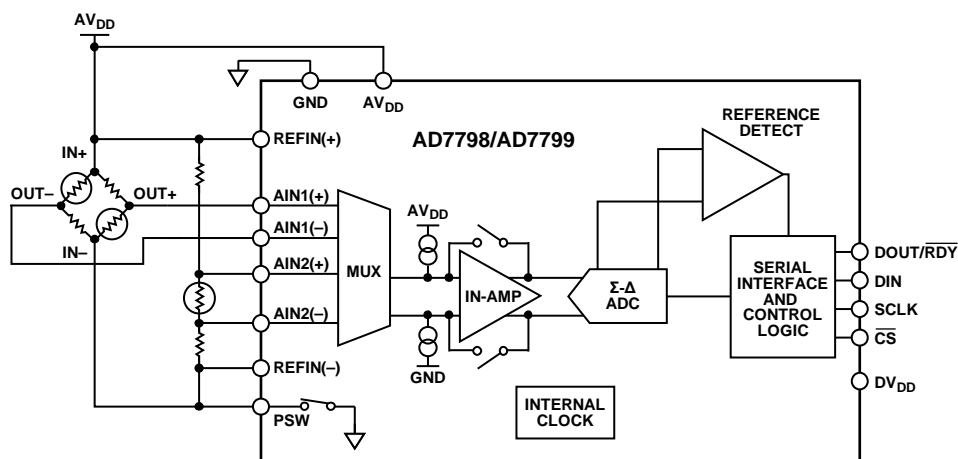 AVDD
GND
AVDD
REFERENCE
DETECT
AD7798/AD7799
REFIN(+)
IN+
OUT–
OUT+
AIN1(+)
AVDD
AIN1(–)
IN–
MUX
DOUT/RDY
AIN2(+)
IN-AMP
Σ-Δ
ADC
SERIAL
INTERFACE
AND
CONTROL
LOGIC
DIN
SCLK
AIN2(–)
CS
GND
REFIN(–)
DVDD
PSW
INTERNAL
CLOCK